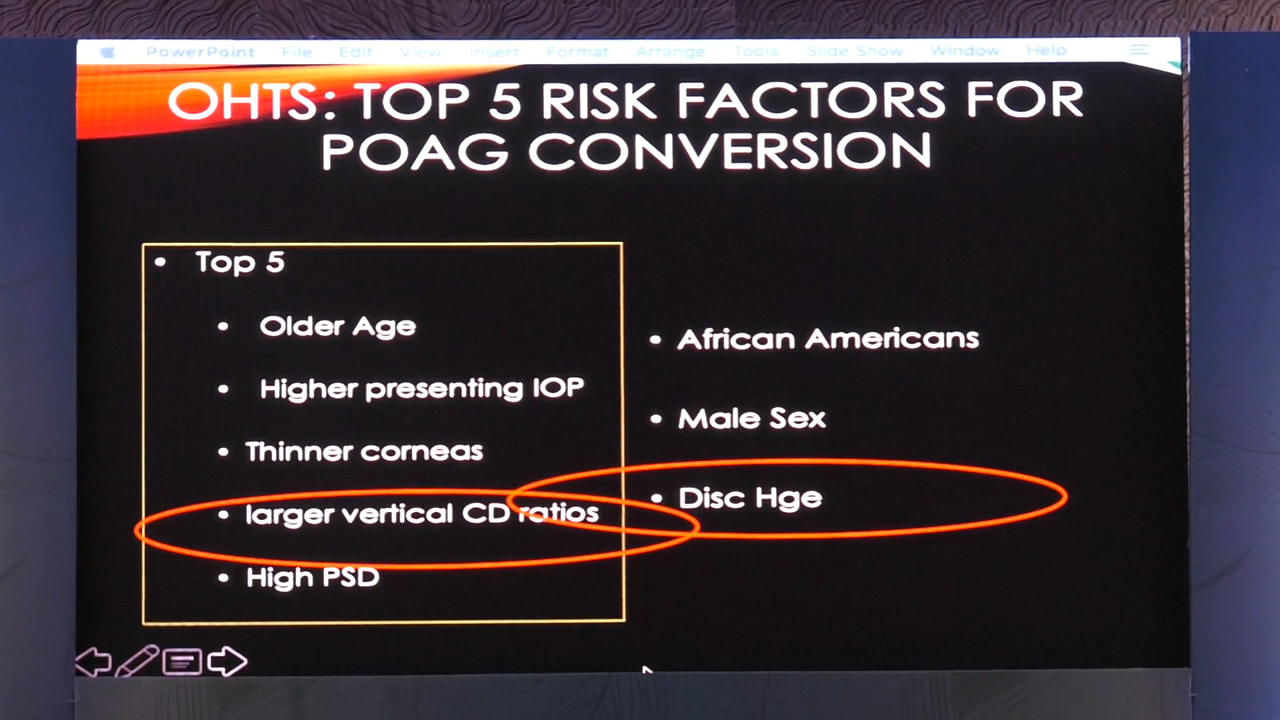 PowerPoint File Edit View Insert Format Arrange Tools Slide Show Window Help
OHTS: TOP 5 RISK FACTORS FOR
POAG CONVERSION
• Top 5
• Older Age
• Higher presenting IOP
• Thinner corneas
• larger vertical CD ratios
• High PSD
• African Americans
• Male Sex
• Disc Hge